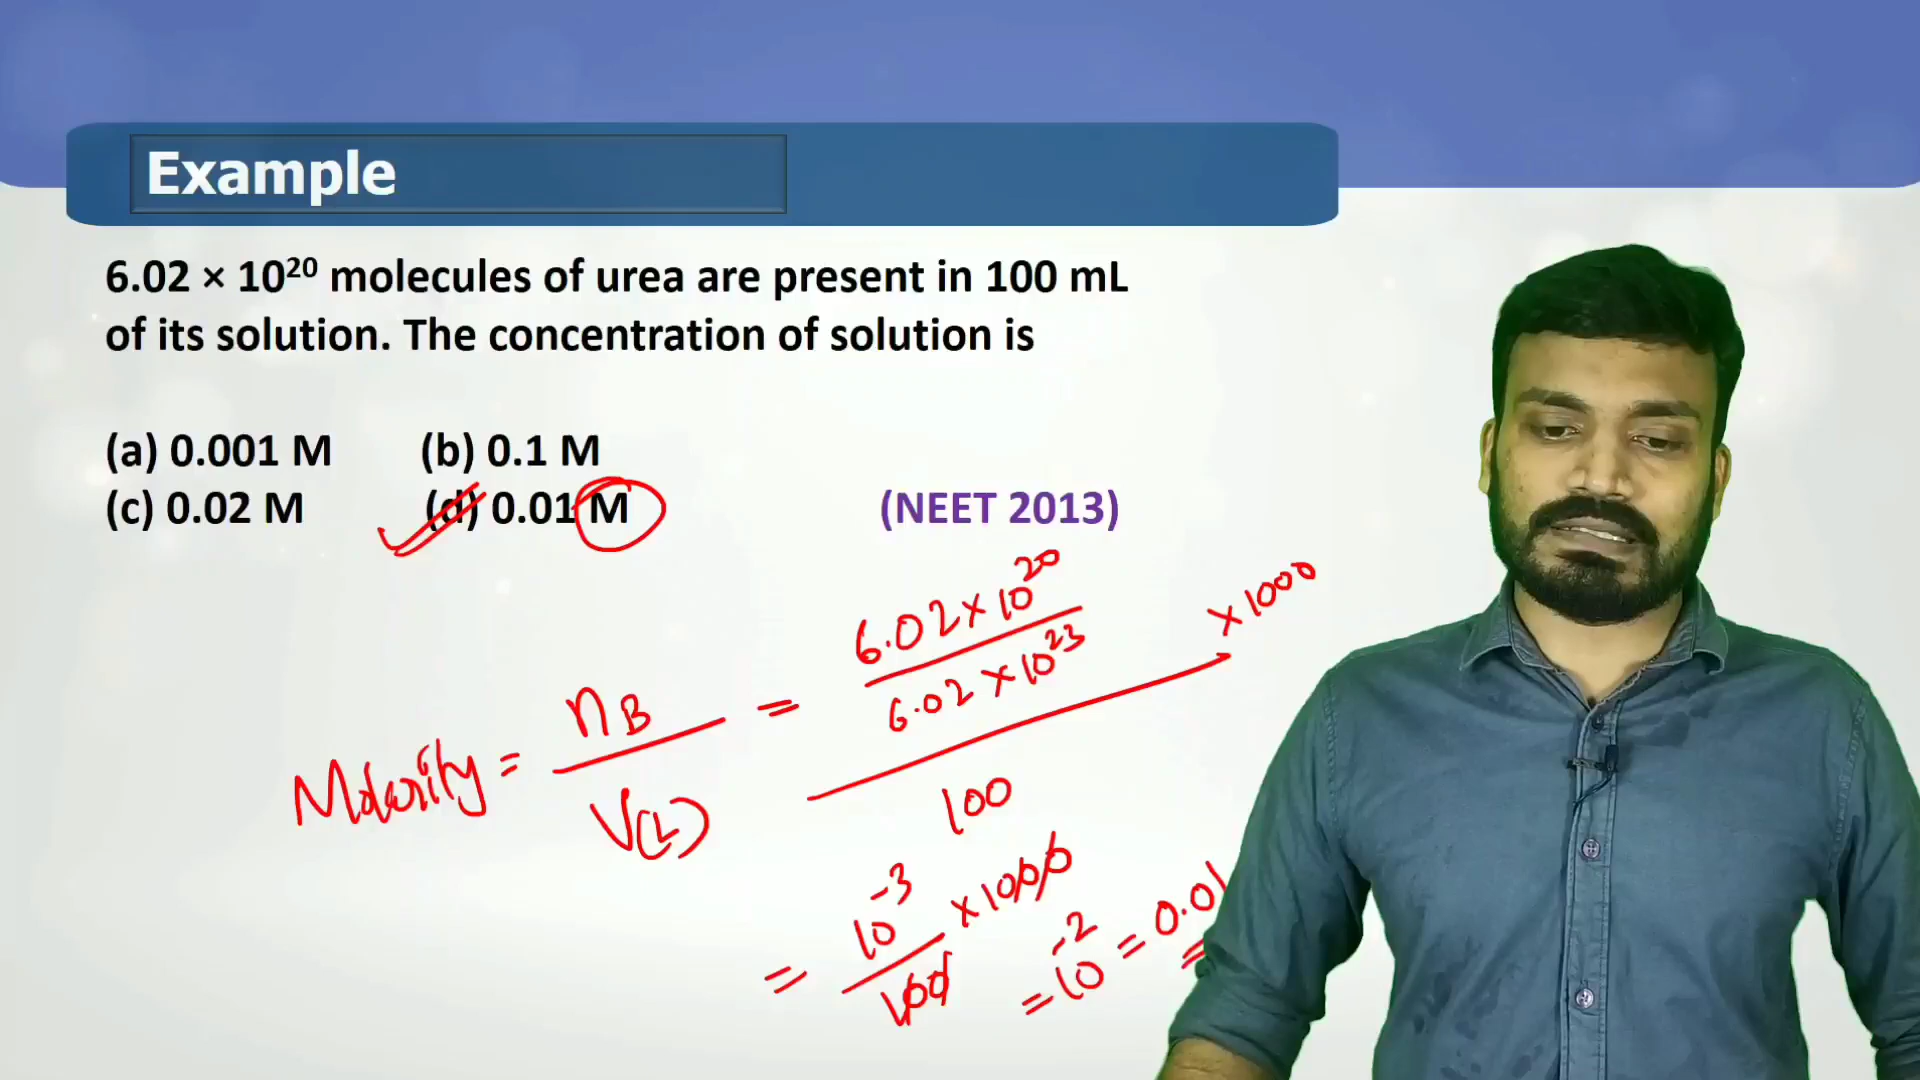 Example
6.02 × 10²⁰ molecules of urea are present in 100 mL
of its solution. The concentration of solution is
(a) 0.001 M (b) 0.1 M
(c) 0.02 M (d) 0.01 M (NEET 2013)
Molarity = nB / V(L) = (6.02 × 10²⁰ / 6.02 × 10²³) / 100 × 1000
= 10⁻³ / 100 × 1000 = 10⁻² = 0.01